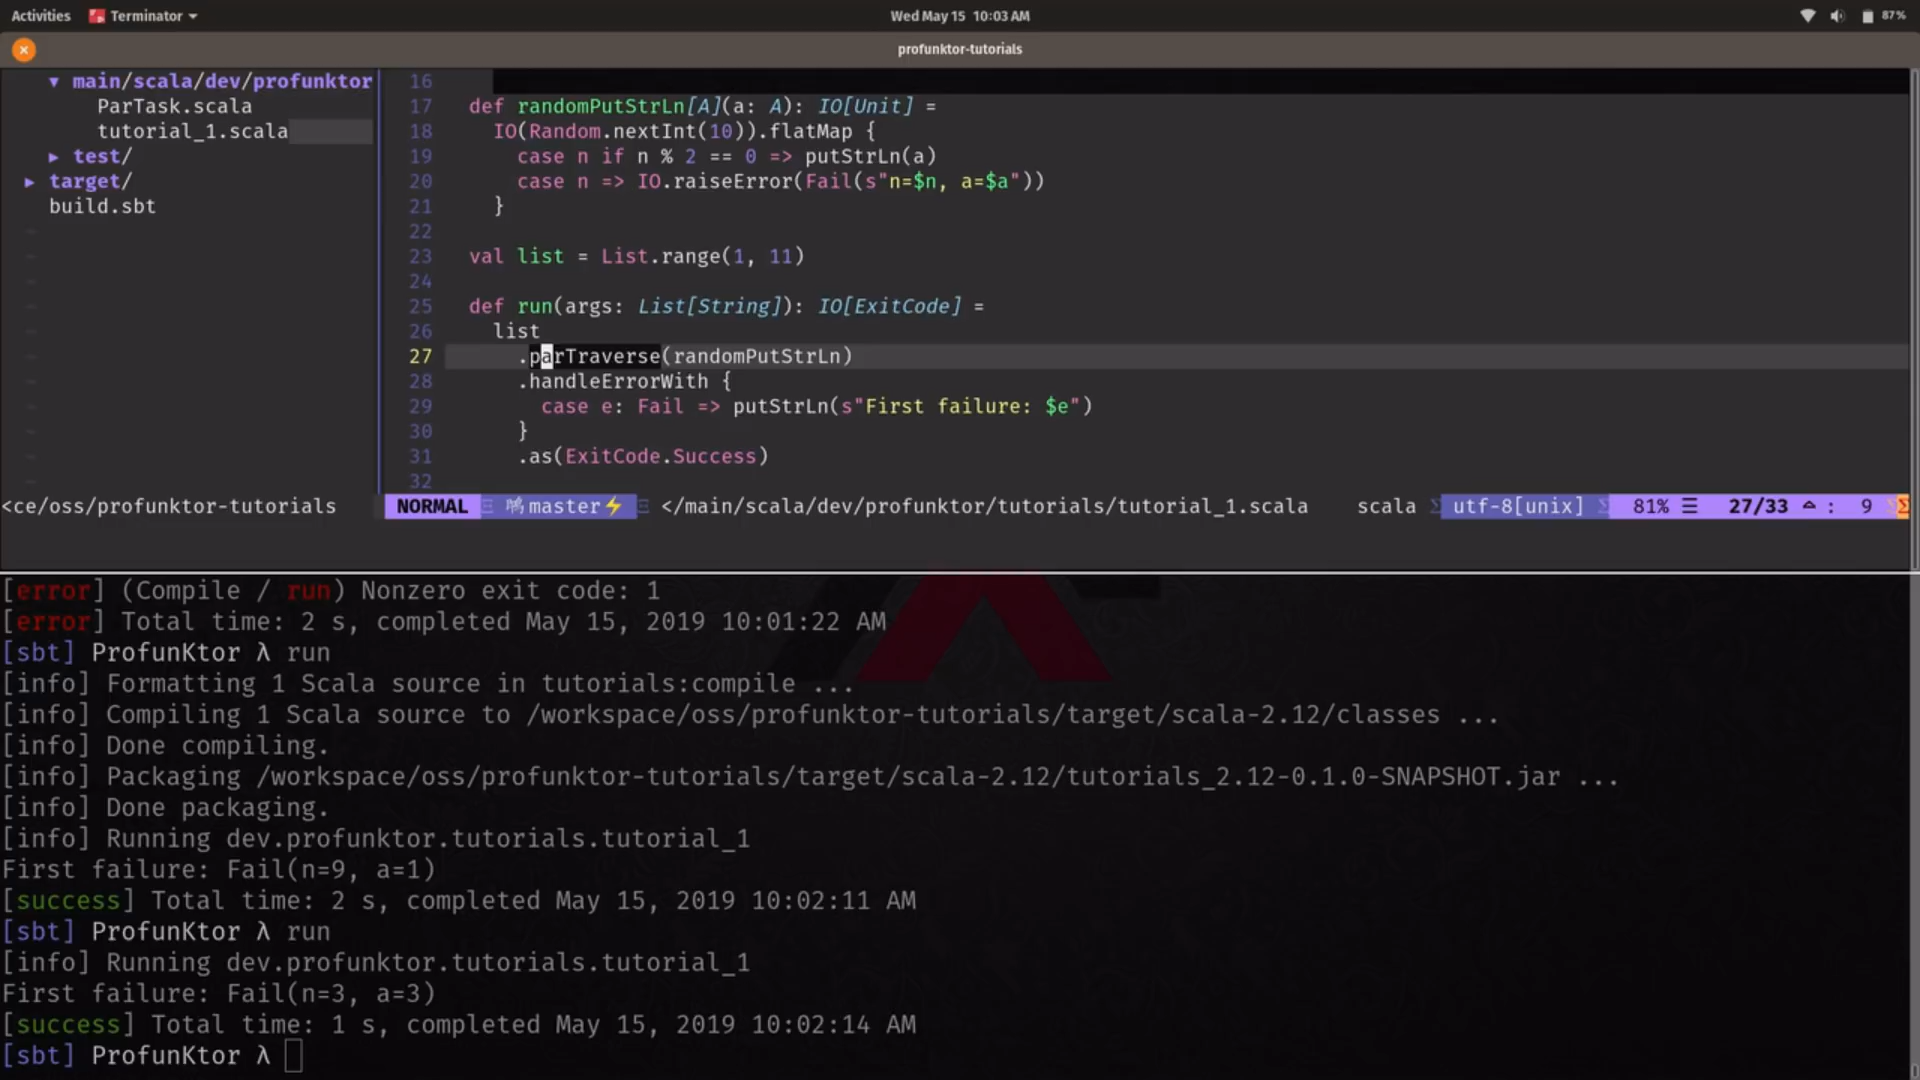 Activities Terminator Wed May 15 10:03 AM 87%
profunktor-tutorials
▾ main/scala/dev/profunktor
ParTask.scala
tutorial_1.scala
▸ test/
▸ target/
build.sbt
<ce/oss/profunktor-tutorials
16
17 def randomPutStrLn[A](a: A): IO[Unit] =
18 IO(Random.nextInt(10)).flatMap {
19 case n if n % 2 == 0 => putStrLn(a)
20 case n => IO.raiseError(Fail(s"n=$n, a=$a"))
21 }
22
23 val list = List.range(1, 11)
24
25 def run(args: List[String]): IO[ExitCode] =
26 list
27 .parTraverse(randomPutStrLn)
28 .handleErrorWith {
29 case e: Fail => putStrLn(s"First failure: $e")
30 }
31 .as(ExitCode.Success)
32
NORMAL master⚡ </main/scala/dev/profunktor/tutorials/tutorial_1.scala scala utf-8[unix] 81% ☰ 27/33 : 9
[error] (Compile / run) Nonzero exit code: 1
[error] Total time: 2 s, completed May 15, 2019 10:01:22 AM
[sbt] ProfunKtor λ run
[info] Formatting 1 Scala source in tutorials:compile ...
[info] Compiling 1 Scala source to /workspace/oss/profunktor-tutorials/target/scala-2.12/classes ...
[info] Done compiling.
[info] Packaging /workspace/oss/profunktor-tutorials/target/scala-2.12/tutorials_2.12-0.1.0-SNAPSHOT.jar ...
[info] Done packaging.
[info] Running dev.profunktor.tutorials.tutorial_1
First failure: Fail(n=9, a=1)
[success] Total time: 2 s, completed May 15, 2019 10:02:11 AM
[sbt] ProfunKtor λ run
[info] Running dev.profunktor.tutorials.tutorial_1
First failure: Fail(n=3, a=3)
[success] Total time: 1 s, completed May 15, 2019 10:02:14 AM
[sbt] ProfunKtor λ